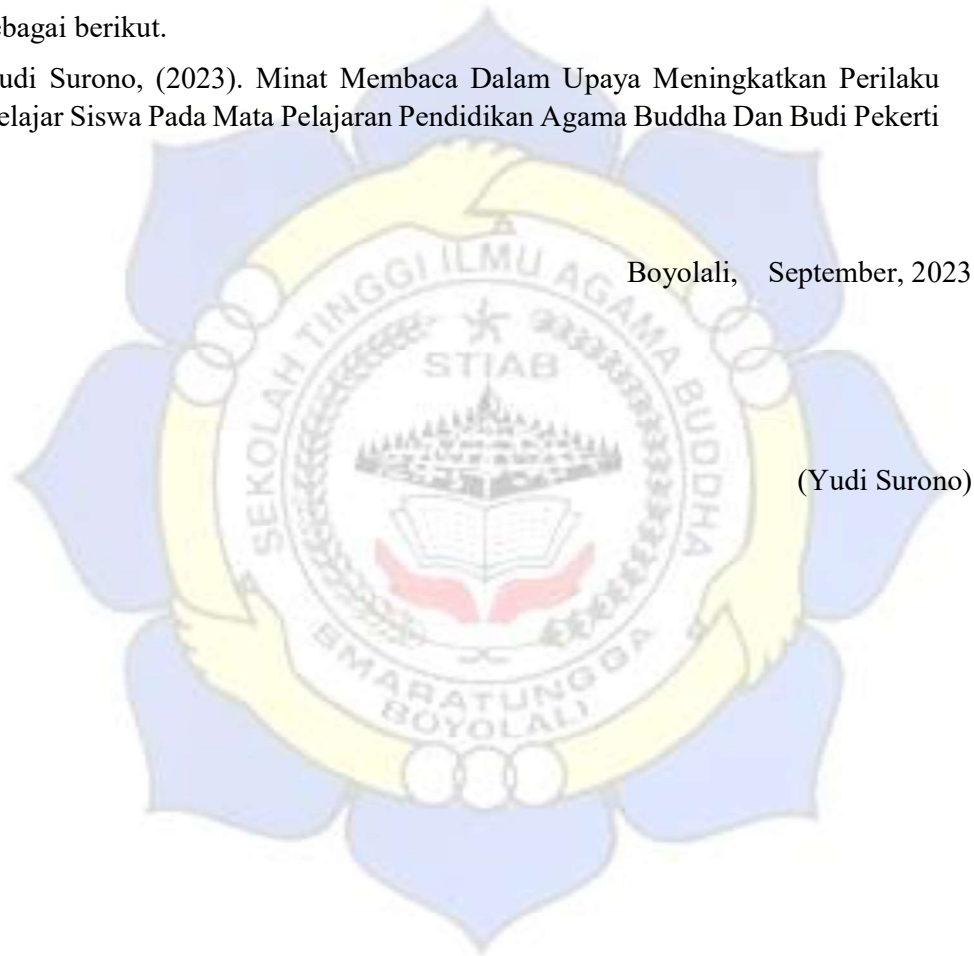 ebagai berikut.
udi Surono, (2023). Minat Membaca Dalam Upaya Meningkatkan Perilaku
elajar Siswa Pada Mata Pelajaran Pendidikan Agama Buddha Dan Budi Pekerti
Boyolali, September, 2023
SEKOLAH TINGGI ILMU AGAMA BUDDHA
STIAB
(Yudi Surono)
SMARATUNGGA
BOYOLALI